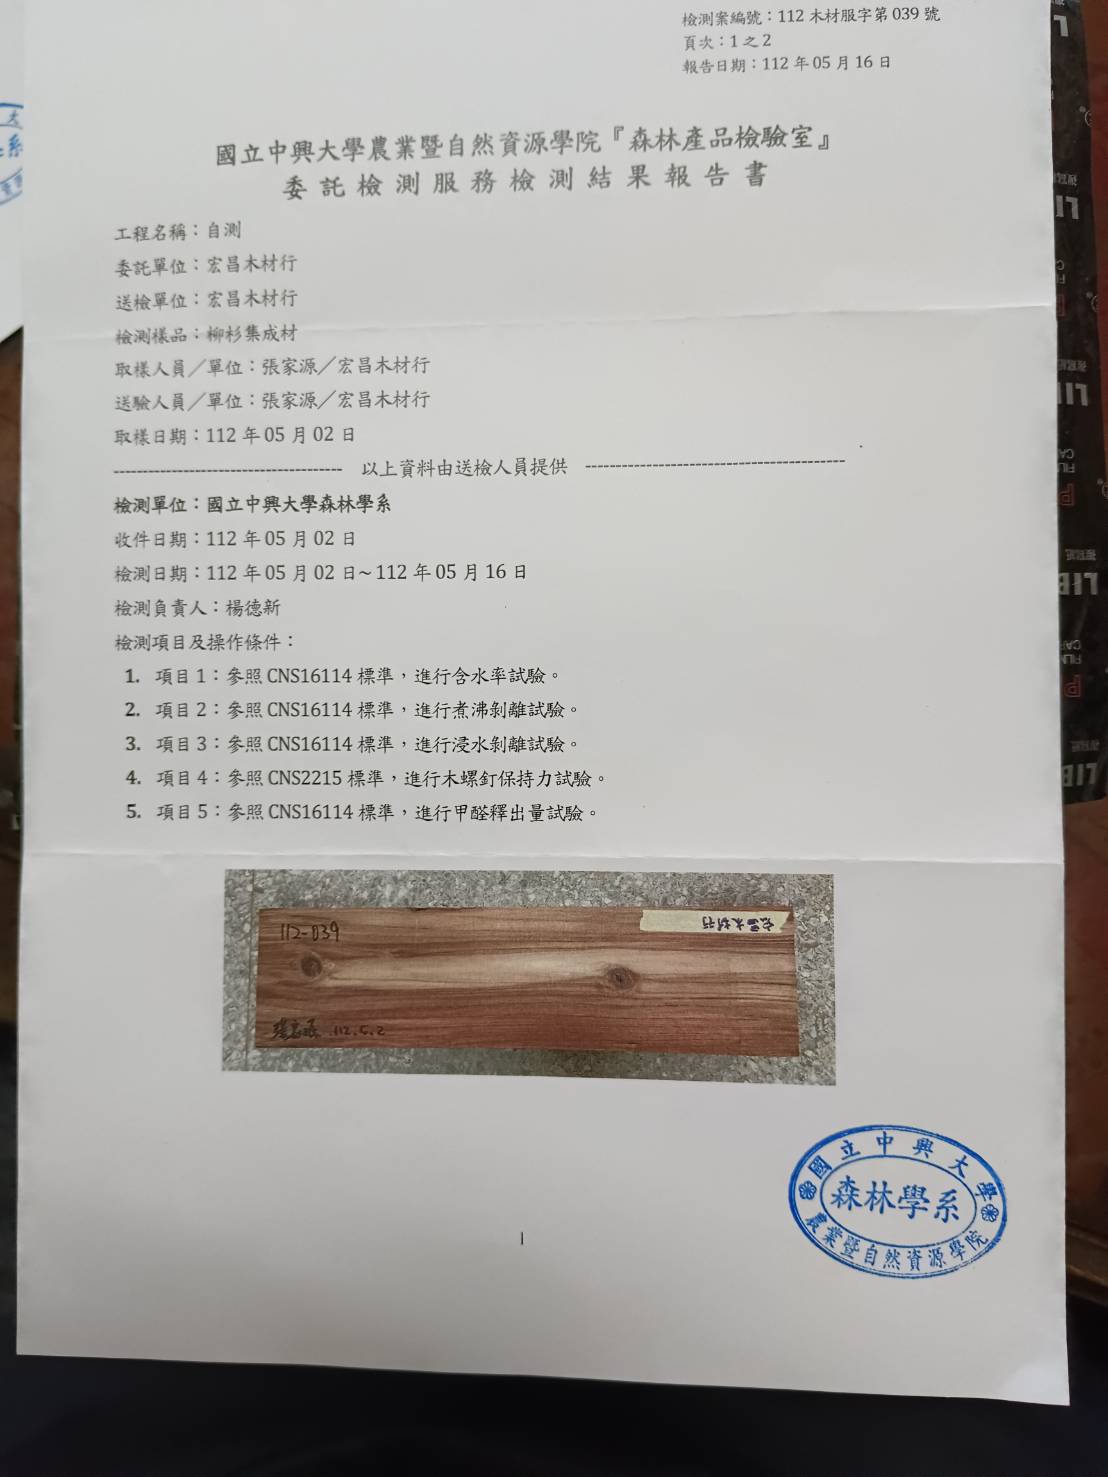 檢測案編號：112 木材服字第 039 號
頁次：1 之 2
報告日期：112 年 05 月 16 日
國立中興大學農業暨自然資源學院『森林產品檢驗室』
委託檢測服務檢測結果報告書
工程名稱：自測
委託單位：宏昌木材行
送檢單位：宏昌木材行
檢測樣品：柳杉集成材
取樣人員／單位：張家源／宏昌木材行
送驗人員／單位：張家源／宏昌木材行
取樣日期：112 年 05 月 02 日
------------------------------------- 以上資料由送檢人員提供 ------------------------------------------
檢測單位：國立中興大學森林學系
收件日期：112 年 05 月 02 日
檢測日期：112 年 05 月 02 日~ 112 年 05 月 16 日
檢測負責人：楊德新
檢測項目及操作條件：
1. 項目 1：參照 CNS16114 標準，進行含水率試驗。
2. 項目 2：參照 CNS16114 標準，進行煮沸剝離試驗。
3. 項目 3：參照 CNS16114 標準，進行浸水剝離試驗。
4. 項目 4：參照 CNS2215 標準，進行木螺釘保持力試驗。
5. 項目 5：參照 CNS16114 標準，進行甲醛釋出量試驗。
112-039
宏昌木材行
張家源 112.5.2
國立中興大學
森林學系
農業暨自然資源學院
1